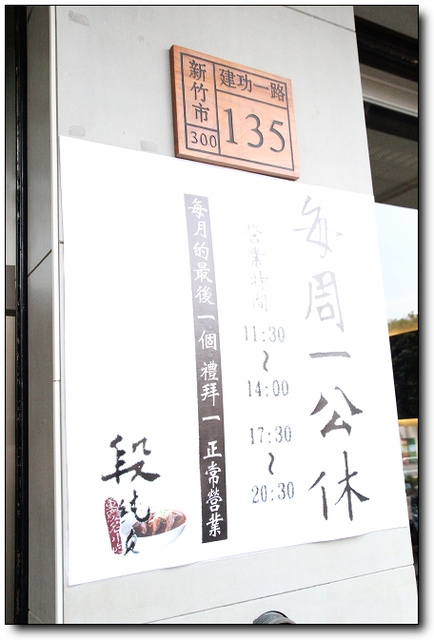 新竹市
300
建功一路
135
每周一公休
營業時間
11:30
~
14:00
17:30
~
20:30
每月的最後一個禮拜一 正常營業
段純貞